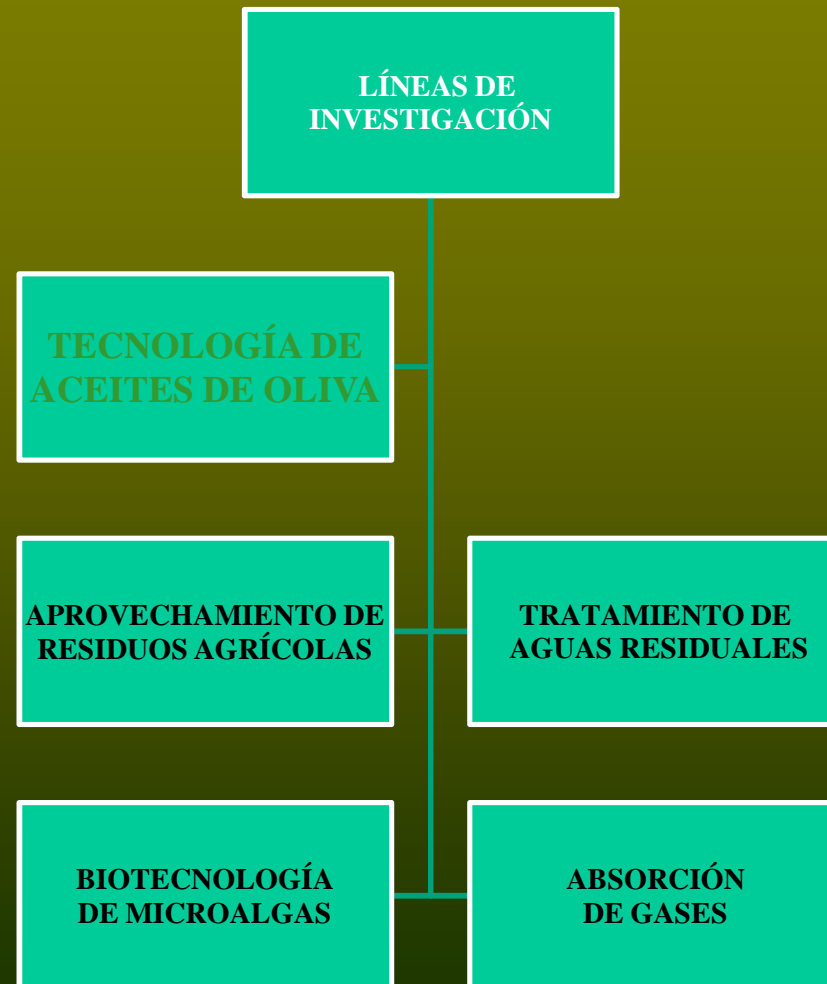 LÍNEAS DE
INVESTIGACIÓN
TECNOLOGÍA DE
ACEITES DE OLIVA
APROVECHAMIENTO DE
RESIDUOS AGRÍCOLAS
TRATAMIENTO DE
AGUAS RESIDUALES
BIOTECNOLOGÍA
DE MICROALGAS
ABSORCIÓN
DE GASES